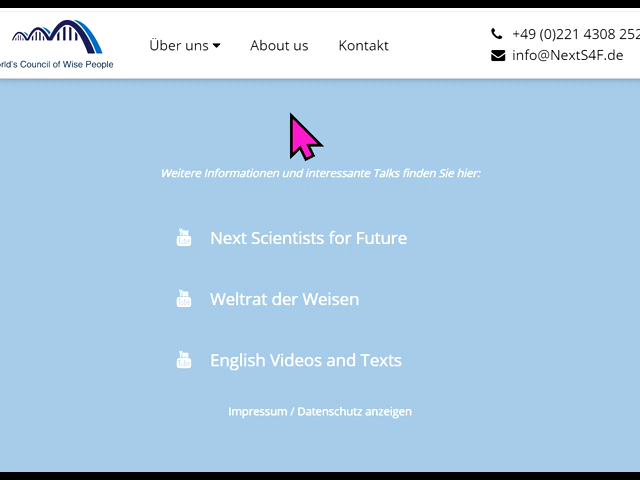 Über uns
About us
Kontakt
+49 (0)221 4308 252
info@NextS4F.de
rld's Council of Wise People
Weitere Informationen und interessante Talks finden Sie hier:
Next Scientists for Future
Weltrat der Weisen
English Videos and Texts
Impressum / Datenschutz anzeigen